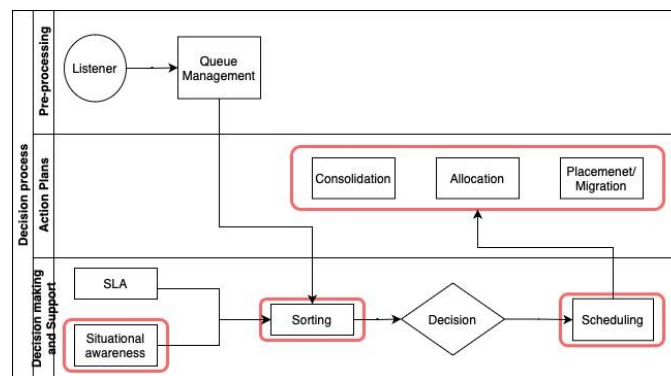 Decision process
Pre-processing
Listener
Queue
Management
Action Plans
Consolidation
Allocation
Placemenet/
Migration
Decision making
and Support
SLA
Situational
awareness
Sorting
Decision
Scheduling